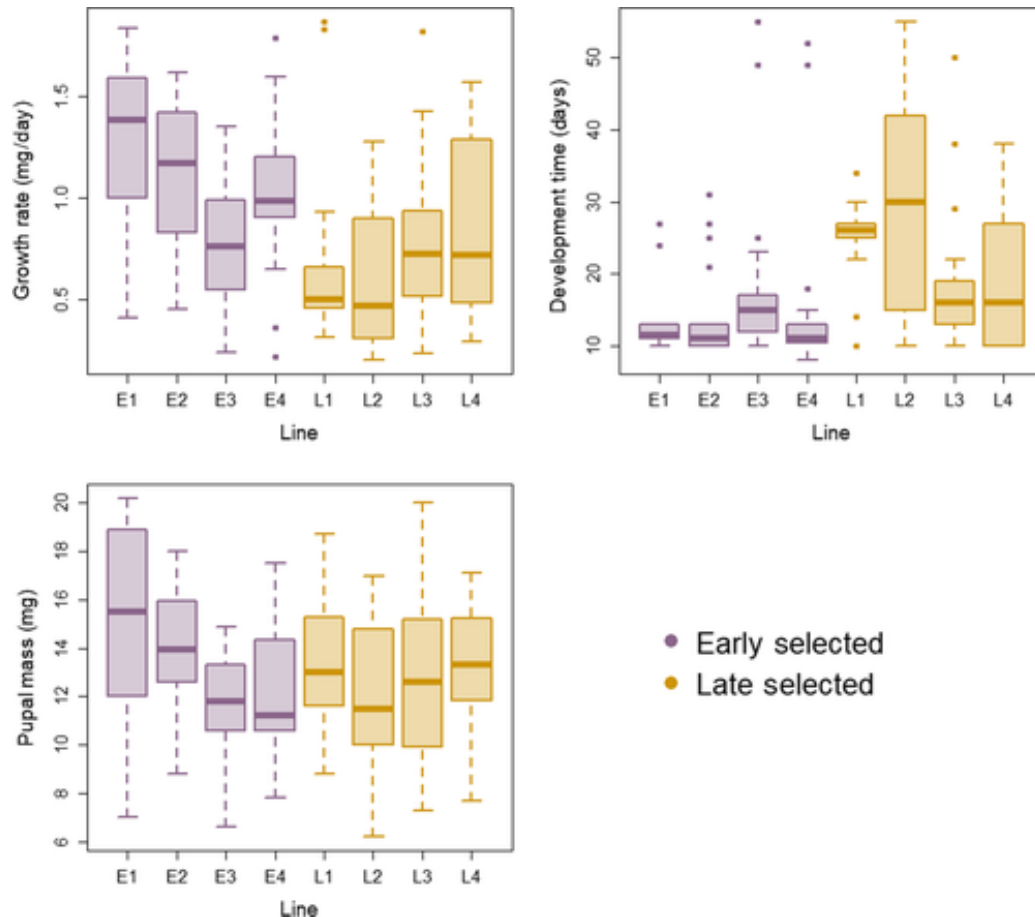 Growth rate (mg/day)
1.5
1.0
0.5
E1 E2 E3 E4 L1 L2 L3 L4
Line
Development time (days)
50
40
30
20
10
E1 E2 E3 E4 L1 L2 L3 L4
Line
Pupal mass (mg)
20
18
16
14
12
10
8
6
E1 E2 E3 E4 L1 L2 L3 L4
Line
Early selected
Late selected